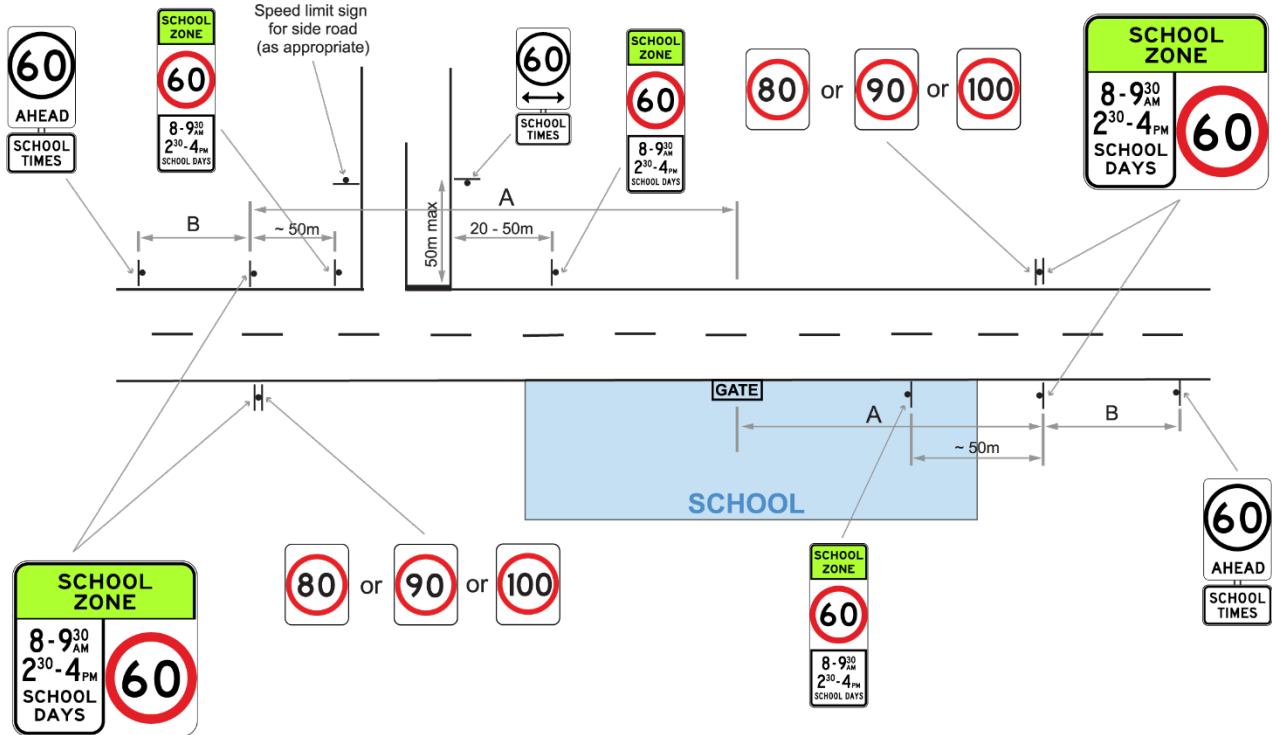 60
AHEAD
SCHOOL
TIMES
SCHOOL
ZONE
60
8-9³⁰ AM
2³⁰-4PM
SCHOOL DAYS
Speed limit sign
for side road
(as appropriate)
60
SCHOOL
TIMES
SCHOOL
ZONE
60
8-9³⁰ AM
2³⁰-4PM
SCHOOL DAYS
80 or 90 or 100
SCHOOL
ZONE
8-9³⁰ AM
2³⁰-4PM
SCHOOL
DAYS
60
A
B
~ 50m
50m max
20 - 50m
GATE
A
B
~ 50m
SCHOOL
SCHOOL
ZONE
8-9³⁰ AM
2³⁰-4PM
SCHOOL
DAYS
60
80 or 90 or 100
SCHOOL
ZONE
60
8-9³⁰ AM
2³⁰-4PM
SCHOOL DAYS
60
AHEAD
SCHOOL
TIMES